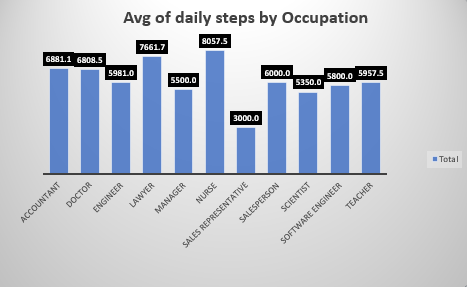 Avg of daily steps by Occupation
8057.5
7661.7
6881.1
6808.5
5981.0
5500.0
3000.0
6000.0
5350.0
5800.0
5957.5
Total
ACCOUNTANT
DOCTOR
ENGINEER
LAWYER
MANAGER
NURSE
SALES REPRESENTATIVE
SALESPERSON
SCIENTIST
SOFTWARE ENGINEER
TEACHER